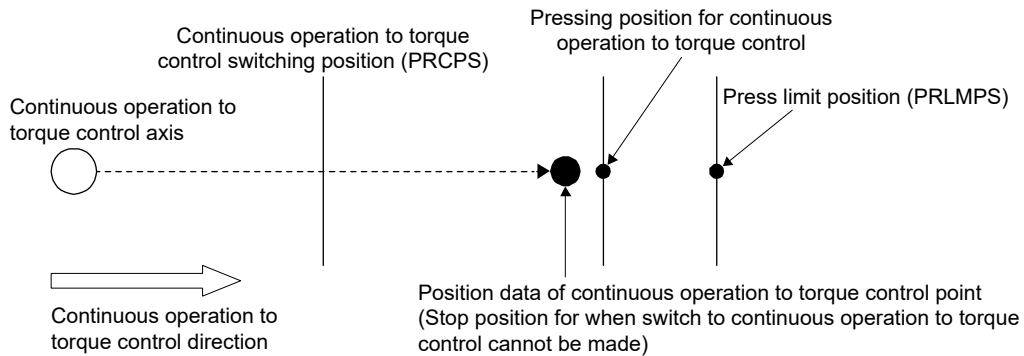 Pressing position for continuous
operation to torque control
Continuous operation to torque
control switching position (PRCPS)
Press limit position (PRLMPS)
Continuous operation to
torque control axis
Continuous operation to
torque control direction
Position data of continuous operation to torque control point
(Stop position for when switch to continuous operation to torque
control cannot be made)